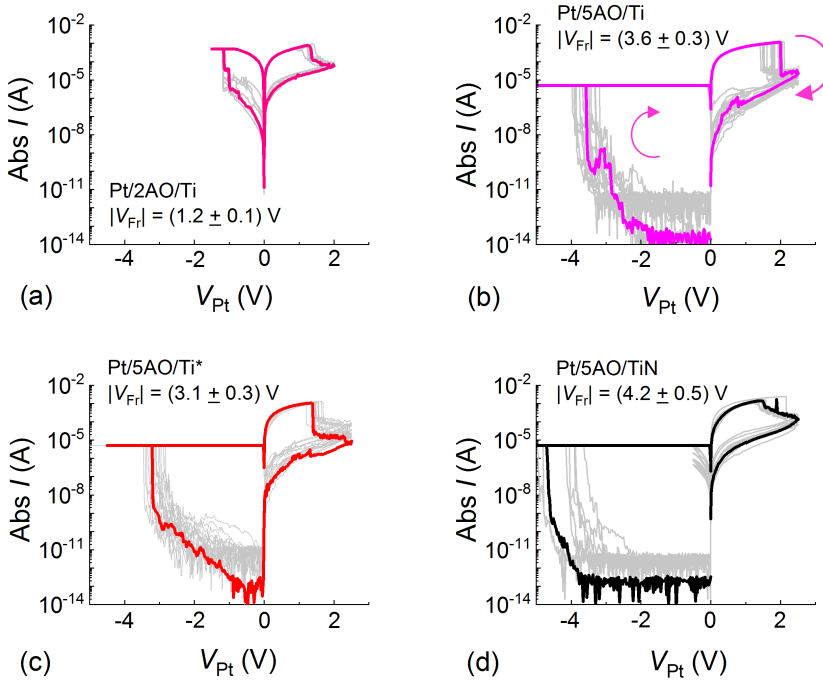 Pt/2AO/Ti
|V_Fr| = (1.2 ± 0.1) V
Abs I (A)
10^-2
10^-5
10^-8
10^-11
10^-14
-4 -2 0 2
V_Pt (V)
(a)
Pt/5AO/Ti
|V_Fr| = (3.6 ± 0.3) V
Abs I (A)
10^-2
10^-5
10^-8
10^-11
10^-14
-4 -2 0 2
V_Pt (V)
(b)
Pt/5AO/Ti*
|V_Fr| = (3.1 ± 0.3) V
Abs I (A)
10^-2
10^-5
10^-8
10^-11
10^-14
-4 -2 0 2
V_Pt (V)
(c)
Pt/5AO/TiN
|V_Fr| = (4.2 ± 0.5) V
Abs I (A)
10^-2
10^-5
10^-8
10^-11
10^-14
-4 -2 0 2
V_Pt (V)
(d)